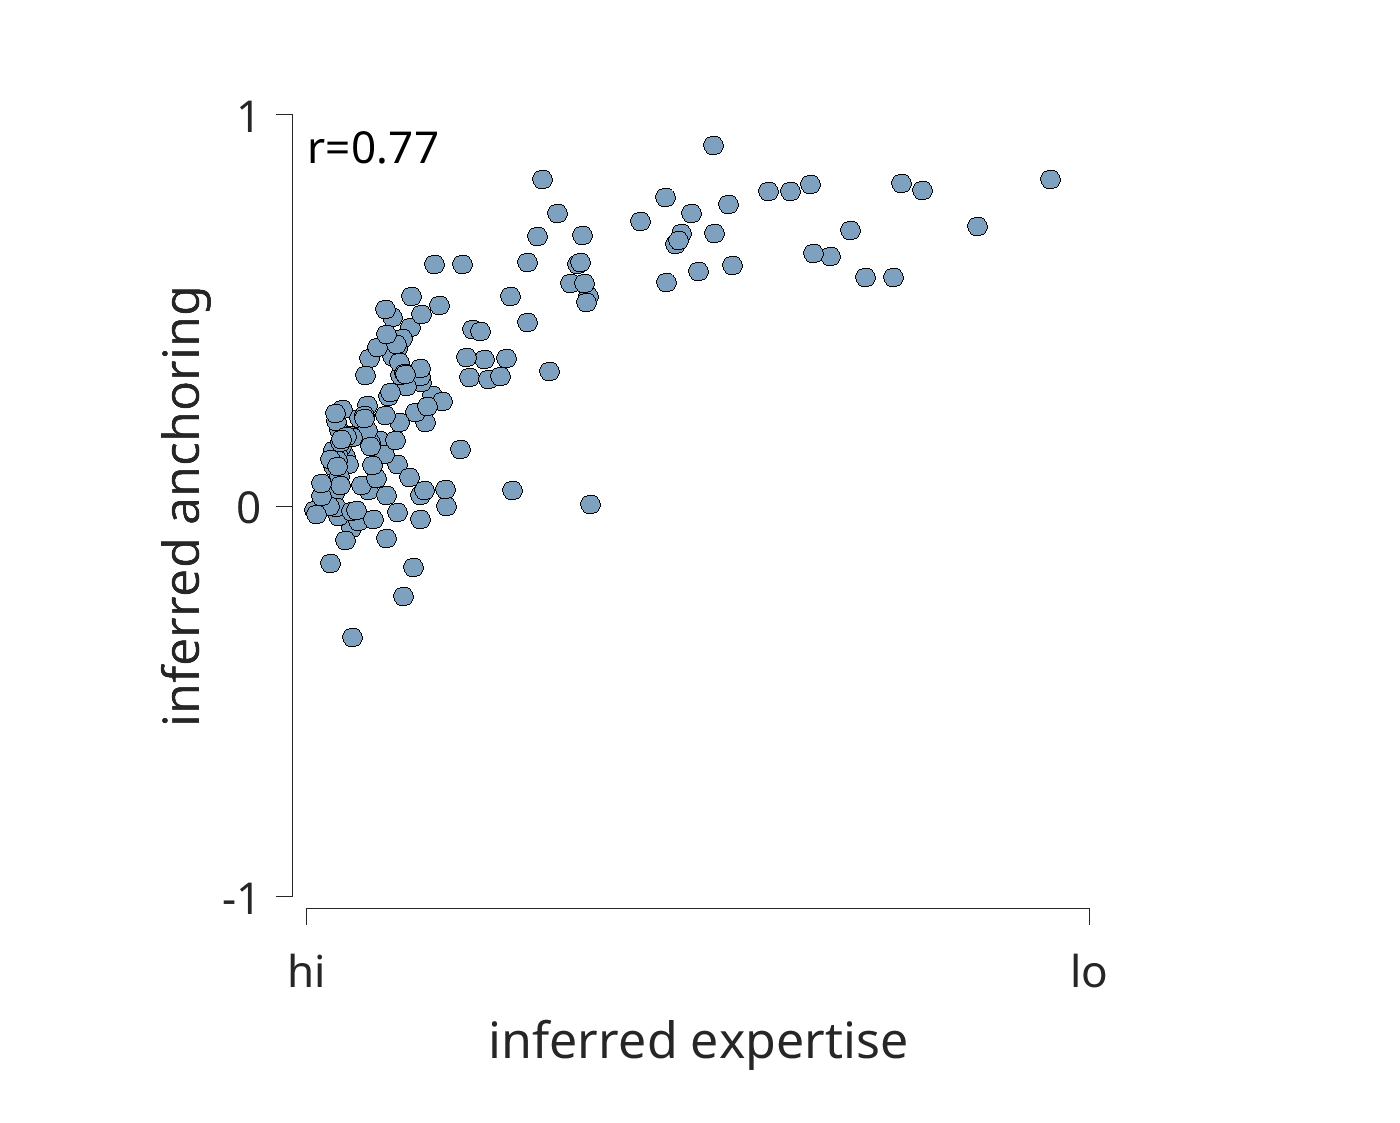 1
r=0.77
inferred anchoring
0
-1
hi
lo
inferred expertise